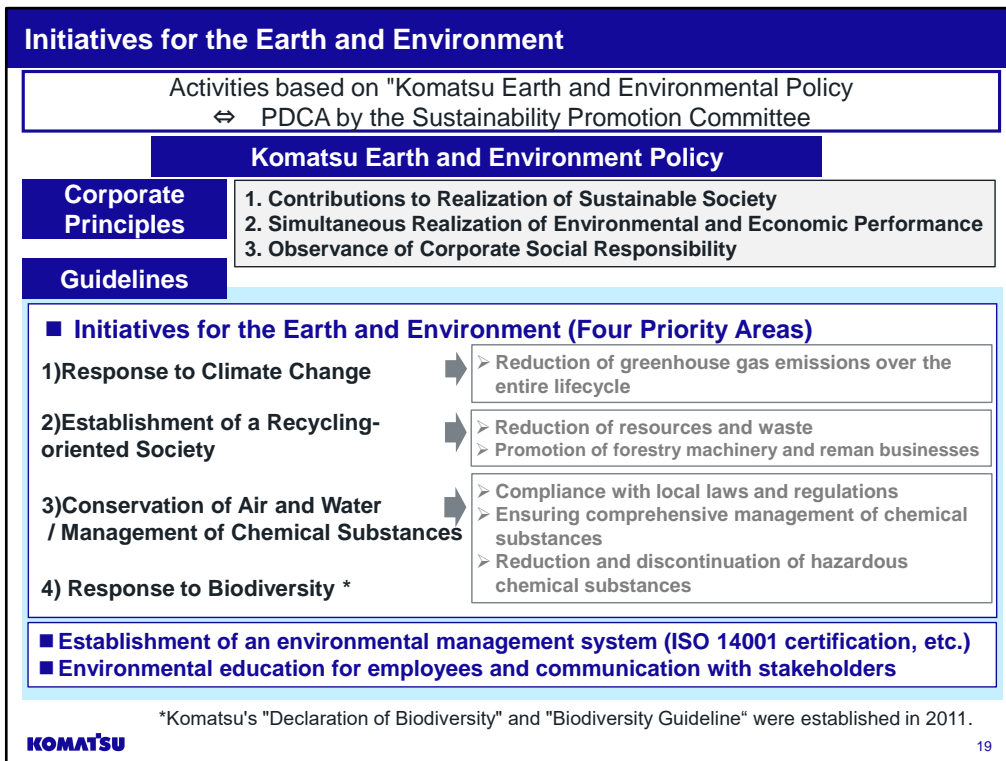 Initiatives for the Earth and Environment
Activities based on "Komatsu Earth and Environmental Policy
⇔ PDCA by the Sustainability Promotion Committee
Komatsu Earth and Environment Policy
Corporate
Principles
1. Contributions to Realization of Sustainable Society
2. Simultaneous Realization of Environmental and Economic Performance
3. Observance of Corporate Social Responsibility
Guidelines
■ Initiatives for the Earth and Environment (Four Priority Areas)
1)Response to Climate Change
➢ Reduction of greenhouse gas emissions over the
entire lifecycle
2)Establishment of a Recycling-
oriented Society
➢ Reduction of resources and waste
➢ Promotion of forestry machinery and reman businesses
3)Conservation of Air and Water
/ Management of Chemical Substances
➢ Compliance with local laws and regulations
➢ Ensuring comprehensive management of chemical
substances
➢ Reduction and discontinuation of hazardous
chemical substances
4) Response to Biodiversity *
■ Establishment of an environmental management system (ISO 14001 certification, etc.)
■ Environmental education for employees and communication with stakeholders
*Komatsu's "Declaration of Biodiversity" and "Biodiversity Guideline“ were established in 2011.
KOMATSU
19